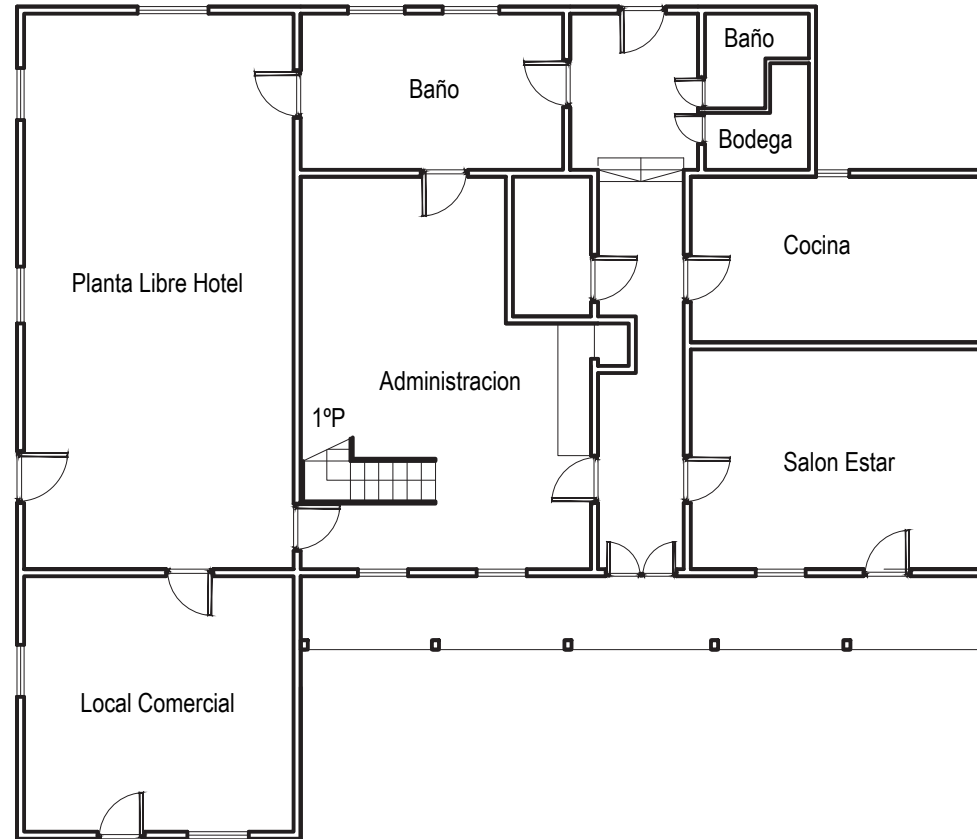 Baño
Baño
Bodega
Cocina
Planta Libre Hotel
Administracion
1ºP
Salon Estar
Local Comercial